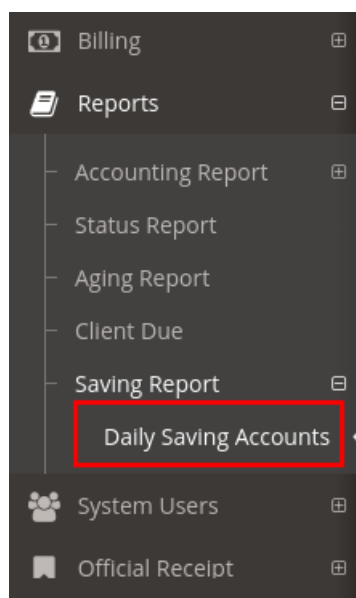 Billing
Reports
Accounting Report
Status Report
Aging Report
Client Due
Saving Report
Daily Saving Accounts
System Users
Official Receipt